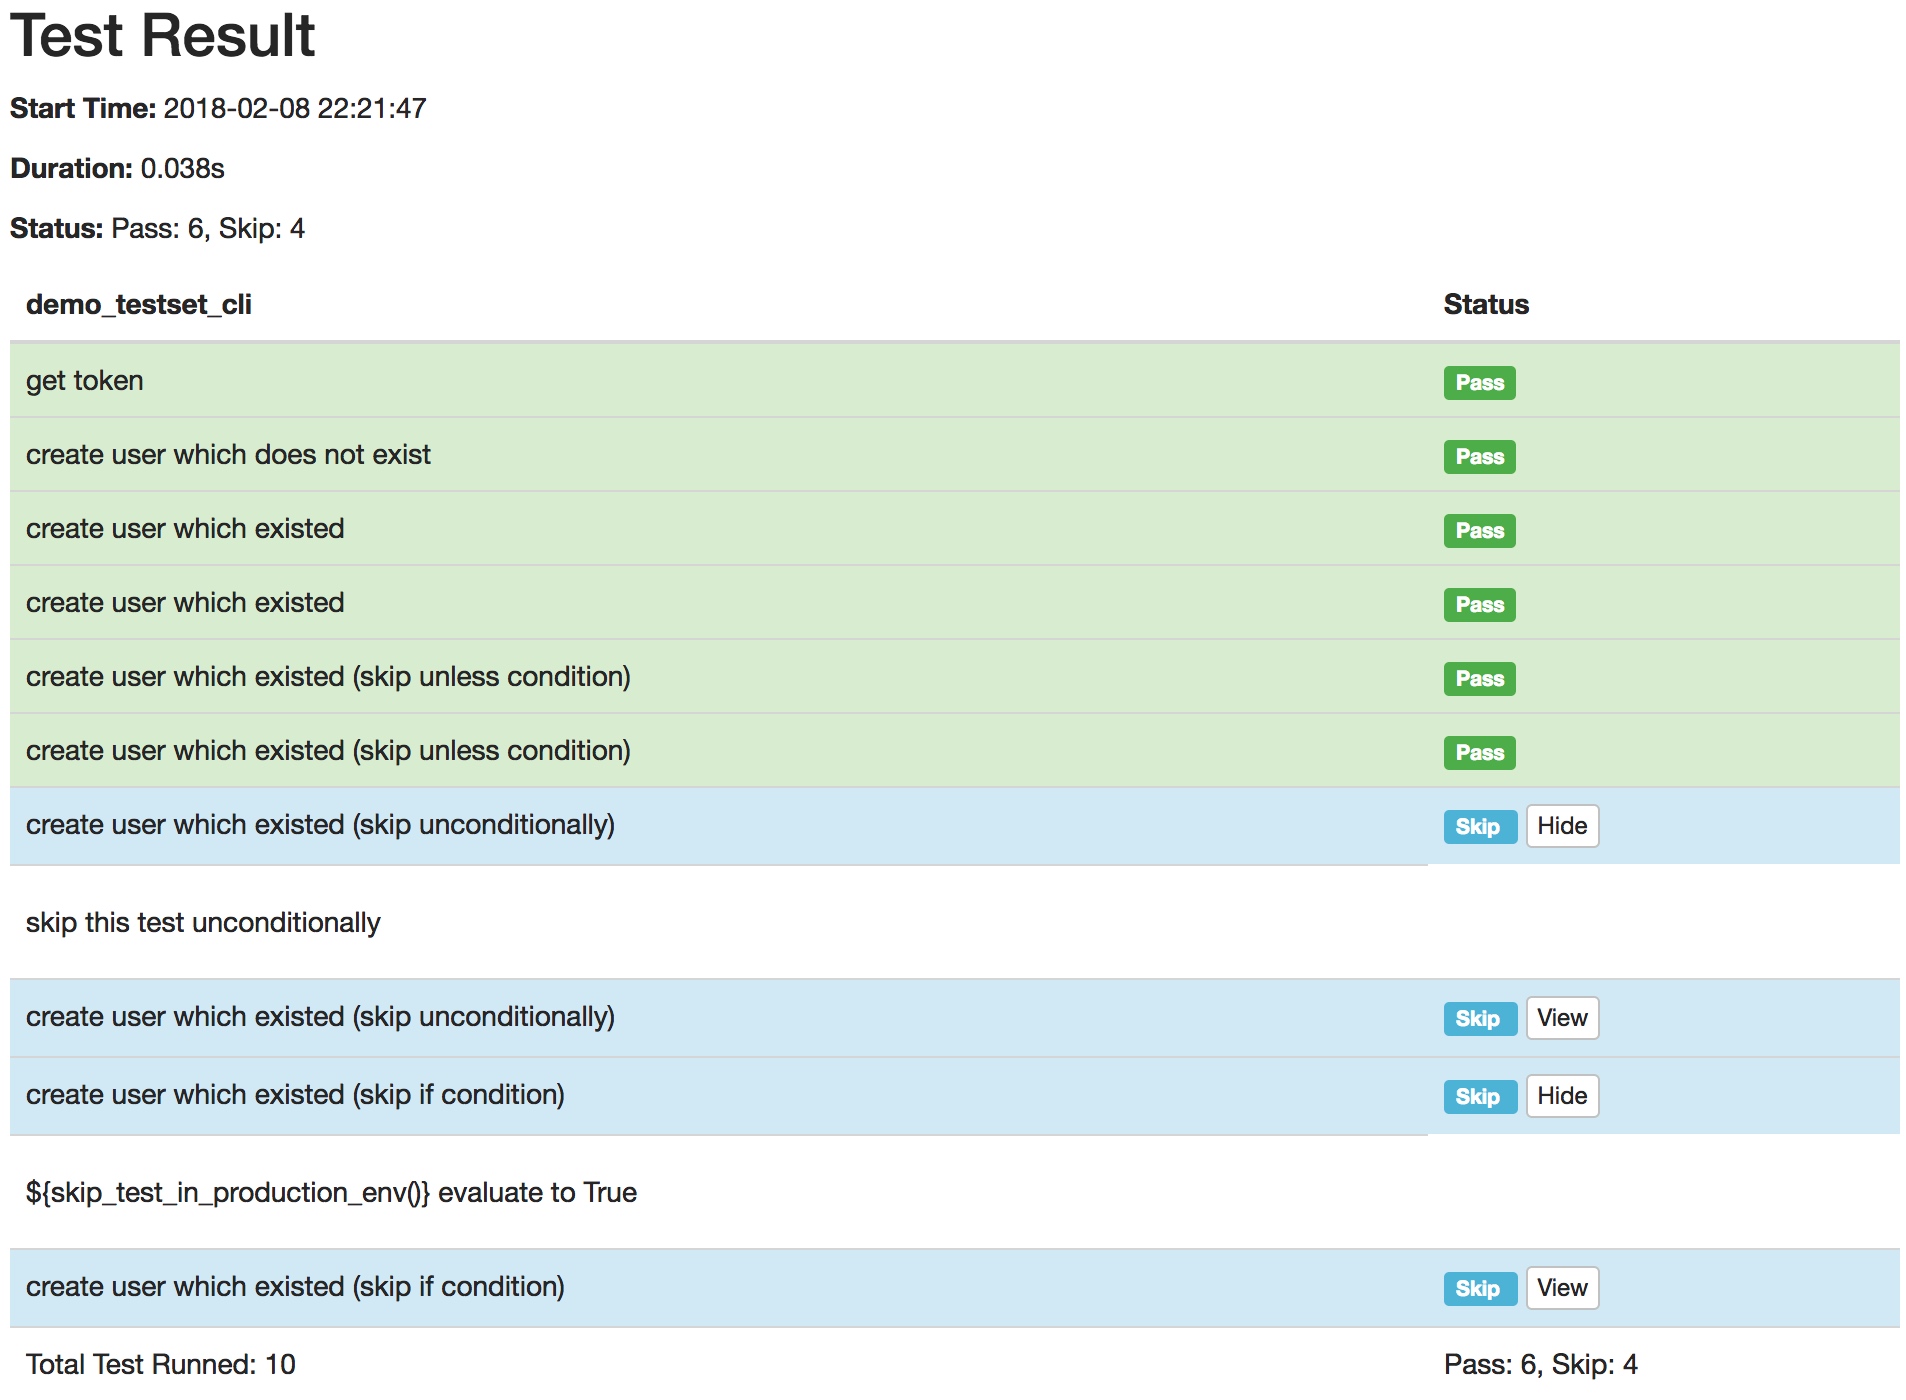 Test Result
Start Time: 2018-02-08 22:21:47
Duration: 0.038s
Status: Pass: 6, Skip: 4
demo_testset_cli Status
get token Pass
create user which does not exist Pass
create user which existed Pass
create user which existed Pass
create user which existed (skip unless condition) Pass
create user which existed (skip unless condition) Pass
create user which existed (skip unconditionally) Skip Hide
skip this test unconditionally
create user which existed (skip unconditionally) Skip View
create user which existed (skip if condition) Skip Hide
${skip_test_in_production_env()} evaluate to True
create user which existed (skip if condition) Skip View
Total Test Runned: 10 Pass: 6, Skip: 4